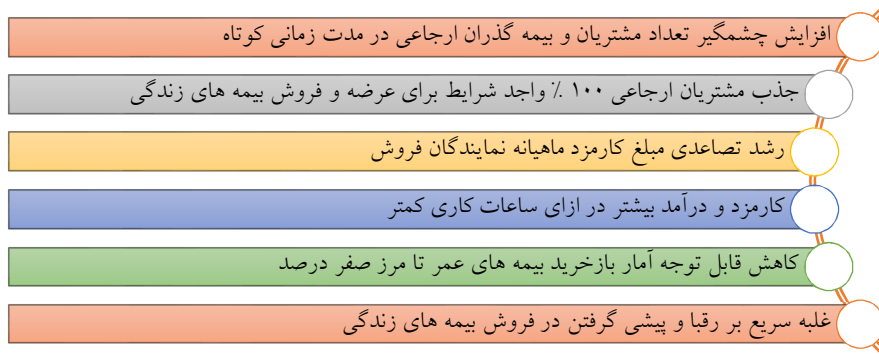 افزایش چشمگیر تعداد مشتریان و بیمه گذران ارجاعی در مدت زمانی کوتاه
جذب مشتریان ارجاعی ۱۰۰ ٪ واجد شرایط برای عرضه و فروش بیمه های زندگی
رشد تصاعدی مبلغ کارمزد ماهیانه نمایندگان فروش
کارمزد و درآمد بیشتر در ازای ساعات کاری کمتر
کاهش قابل توجه آمار بازخرید بیمه های عمر تا مرز صفر درصد
غلبه سریع بر رقبا و پیشی گرفتن در فروش بیمه های زندگی